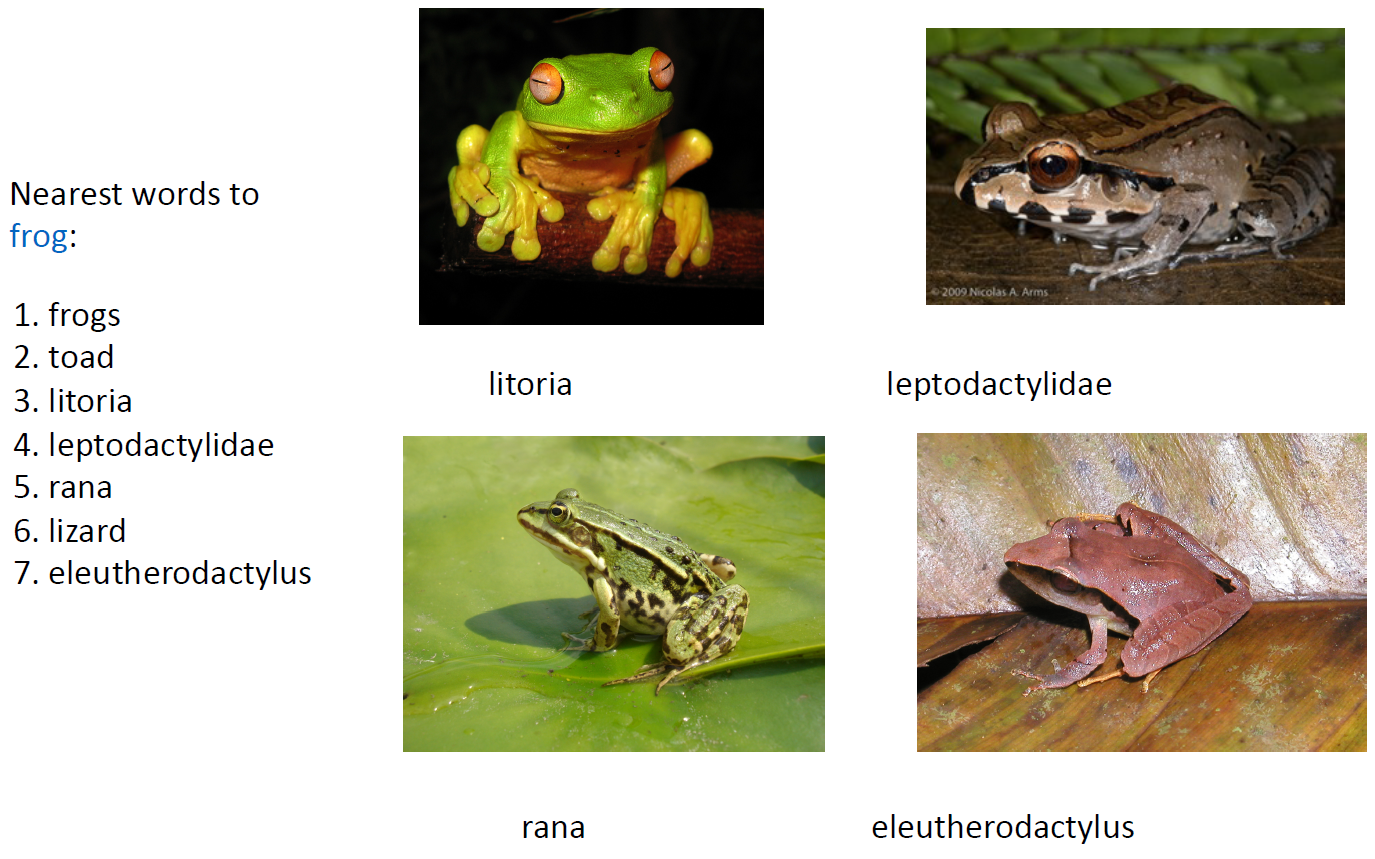 Nearest words to
frog:
1. frogs
2. toad
3. litoria
4. leptodactylidae
5. rana
6. lizard
7. eleutherodactylus
© 2009 Nicolas A. Arms
litoria
leptodactylidae
rana
eleutherodactylus